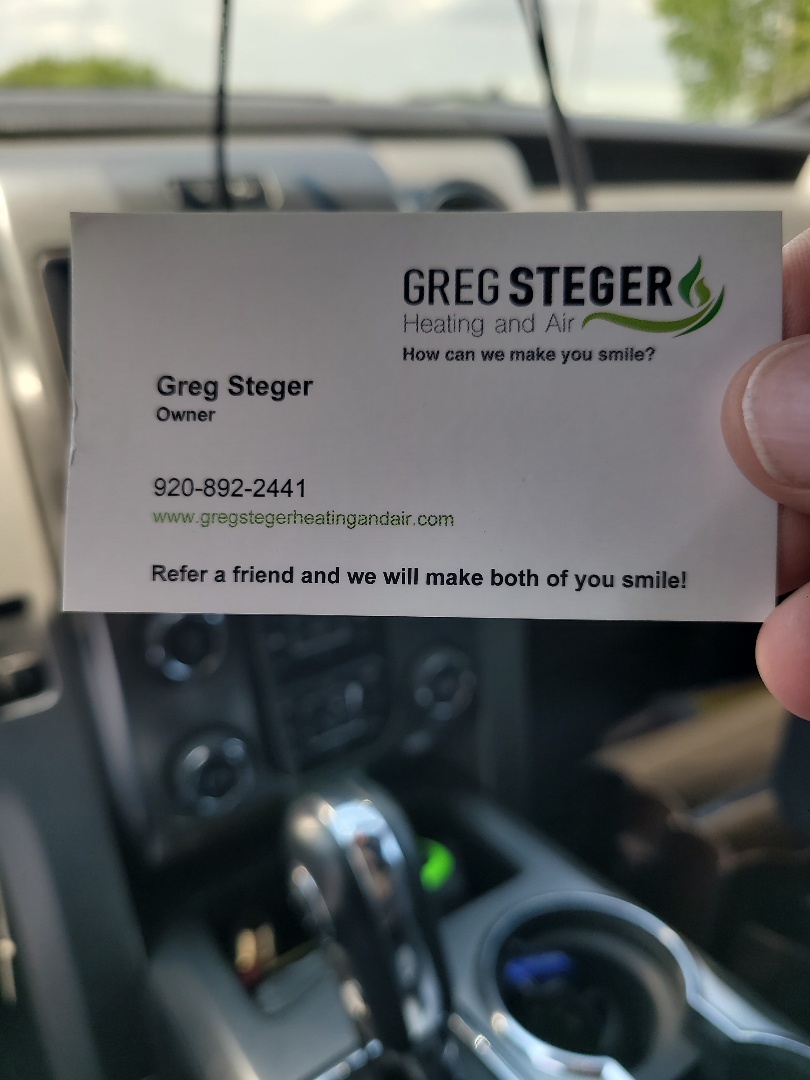 GREG STEGER
Heating and Air
How can we make you smile?
Greg Steger
Owner
920-892-2441
www.gregstegerheatingandair.com
Refer a friend and we will make both of you smile!